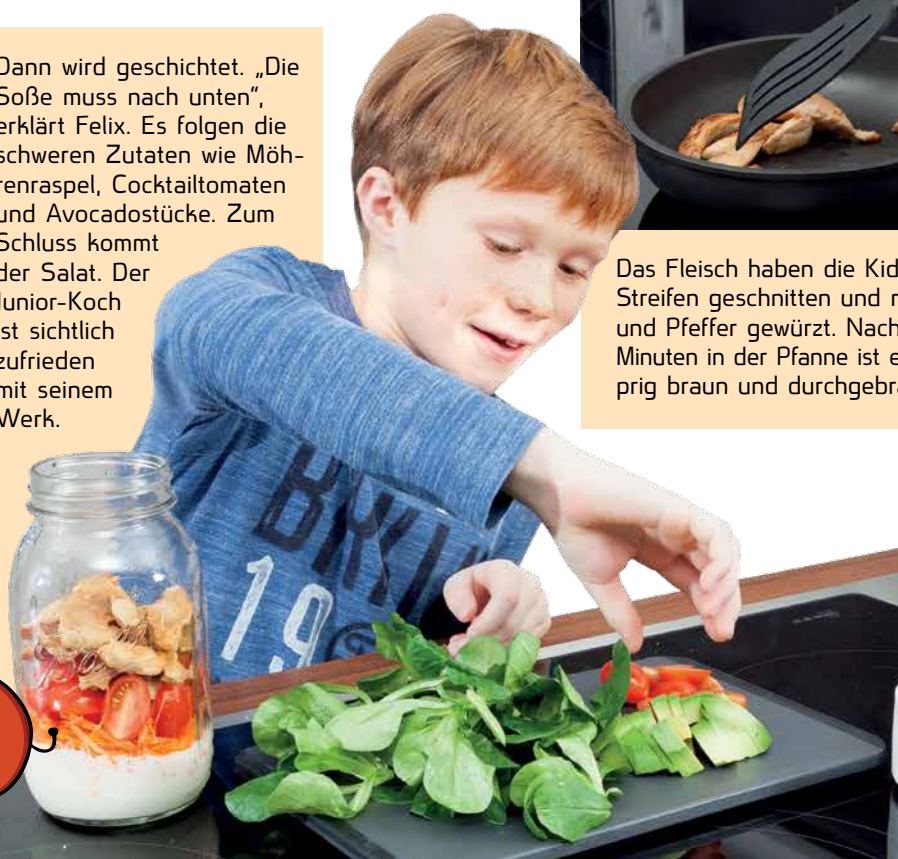 Dann wird geschichtet. „Die
Soße muss nach unten“,
erklärt Felix. Es folgen die
schweren Zutaten wie Möh-
renraspel, Cocktailtomaten
und Avocadostücke. Zum
Schluss kommt
der Salat. Der
Junior-Koch
ist sichtlich
zufrieden
mit seinem
Werk.
Das Fleisch haben die Kid
Streifen geschnitten und
und Pfeffer gewürzt. Nach
Minuten in der Pfanne ist
prig braun und durchgebra
19